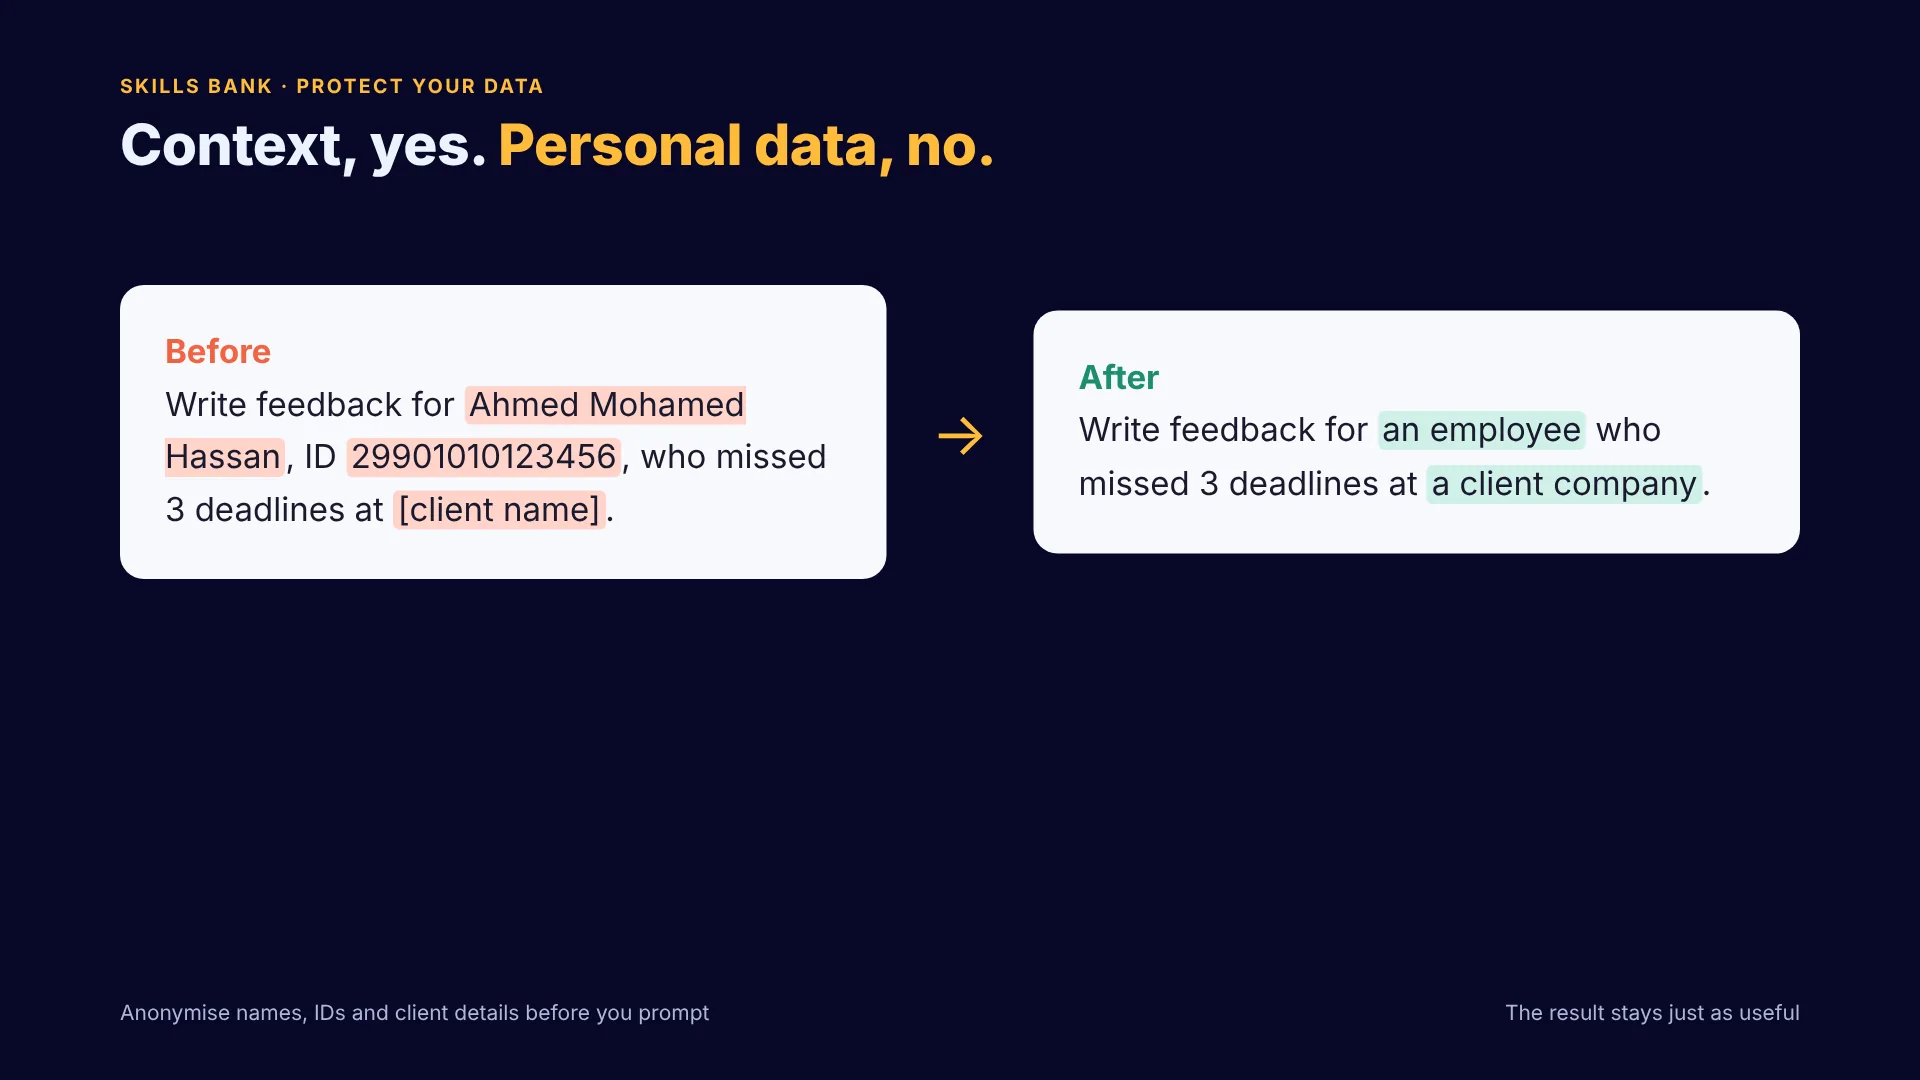 SKILLS BANK · PROTECT YOUR DATA
Context, yes. Personal data, no.
Before
Write feedback for Ahmed Mohamed
Hassan, ID 29901010123456, who missed
3 deadlines at [client name].
→
After
Write feedback for an employee who
missed 3 deadlines at a client company.
Anonymise names, IDs and client details before you prompt
The result stays just as useful